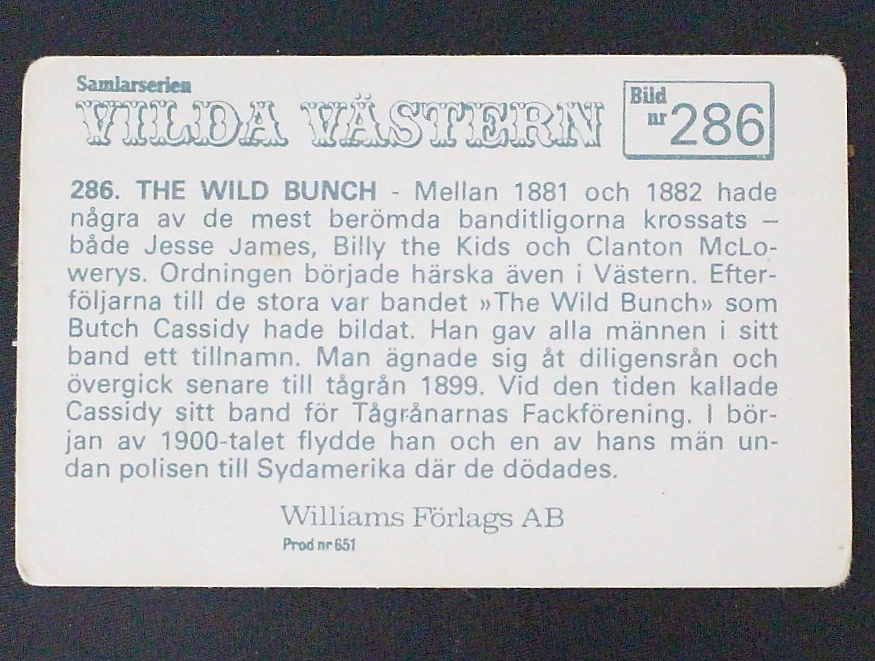 Samlarserien
VILDA VÄSTERN
Bild
nr 286
286. THE WILD BUNCH - Mellan 1881 och 1882 hade
några av de mest berömda banditligorna krossats –
både Jesse James, Billy the Kids och Clanton McLo-
werys. Ordningen började härska även i Västern. Efter-
följarna till de stora var bandet »The Wild Bunch» som
Butch Cassidy hade bildat. Han gav alla männen i sitt
band ett tillnamn. Man ägnade sig åt diligensrån och
övergick senare till tågrån 1899. Vid den tiden kallade
Cassidy sitt band för Tågrånarnas Fackförening. I bör-
jan av 1900-talet flydde han och en av hans män un-
dan polisen till Sydamerika där de dödades.
Williams Förlags AB
Prod nr 651